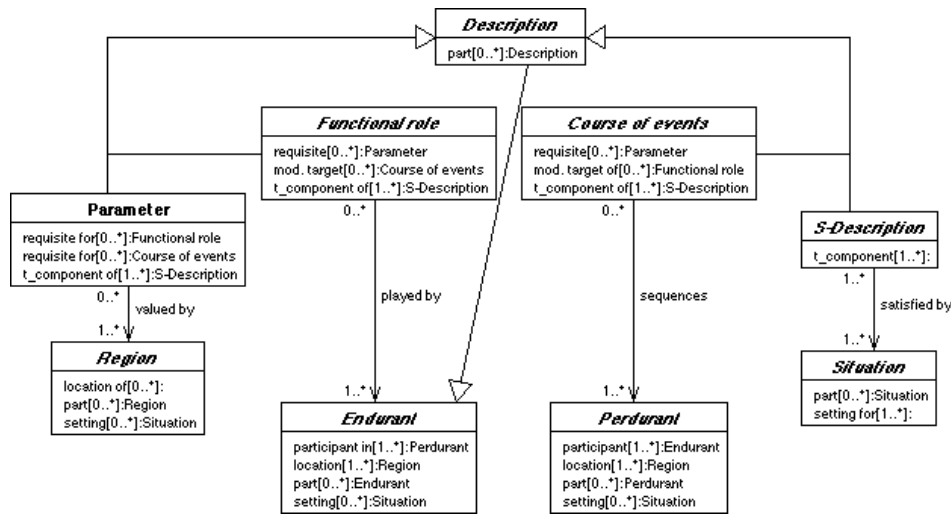 Description
part[0..*]:Description
Functional role
requisite[0..*]:Parameter
mod. target[0..*]:Course of events
t_component of[1..*]:S-Description
Course of events
requisite[0..*]:Parameter
mod. target of[0..*]:Functional role
t_component of[1..*]:S-Description
Parameter
requisite for[0..*]:Functional role
requisite for[0..*]:Course of events
t_component of[1..*]:S-Description
S-Description
t_component[1..*]:
0..*
0..*
0..*
1..*
valued by
played by
sequences
satisfied by
1..*
1..*
1..*
1..*
Region
location of[0..*]:
part[0..*]:Region
setting[0..*]:Situation
Situation
part[0..*]:Situation
setting for[1..*]:
Endurant
participant in[1..*]:Perdurant
location[1..*]:Region
part[0..*]:Endurant
setting[0..*]:Situation
Perdurant
participant[1..*]:Endurant
location[1..*]:Region
part[0..*]:Perdurant
setting[0..*]:Situation